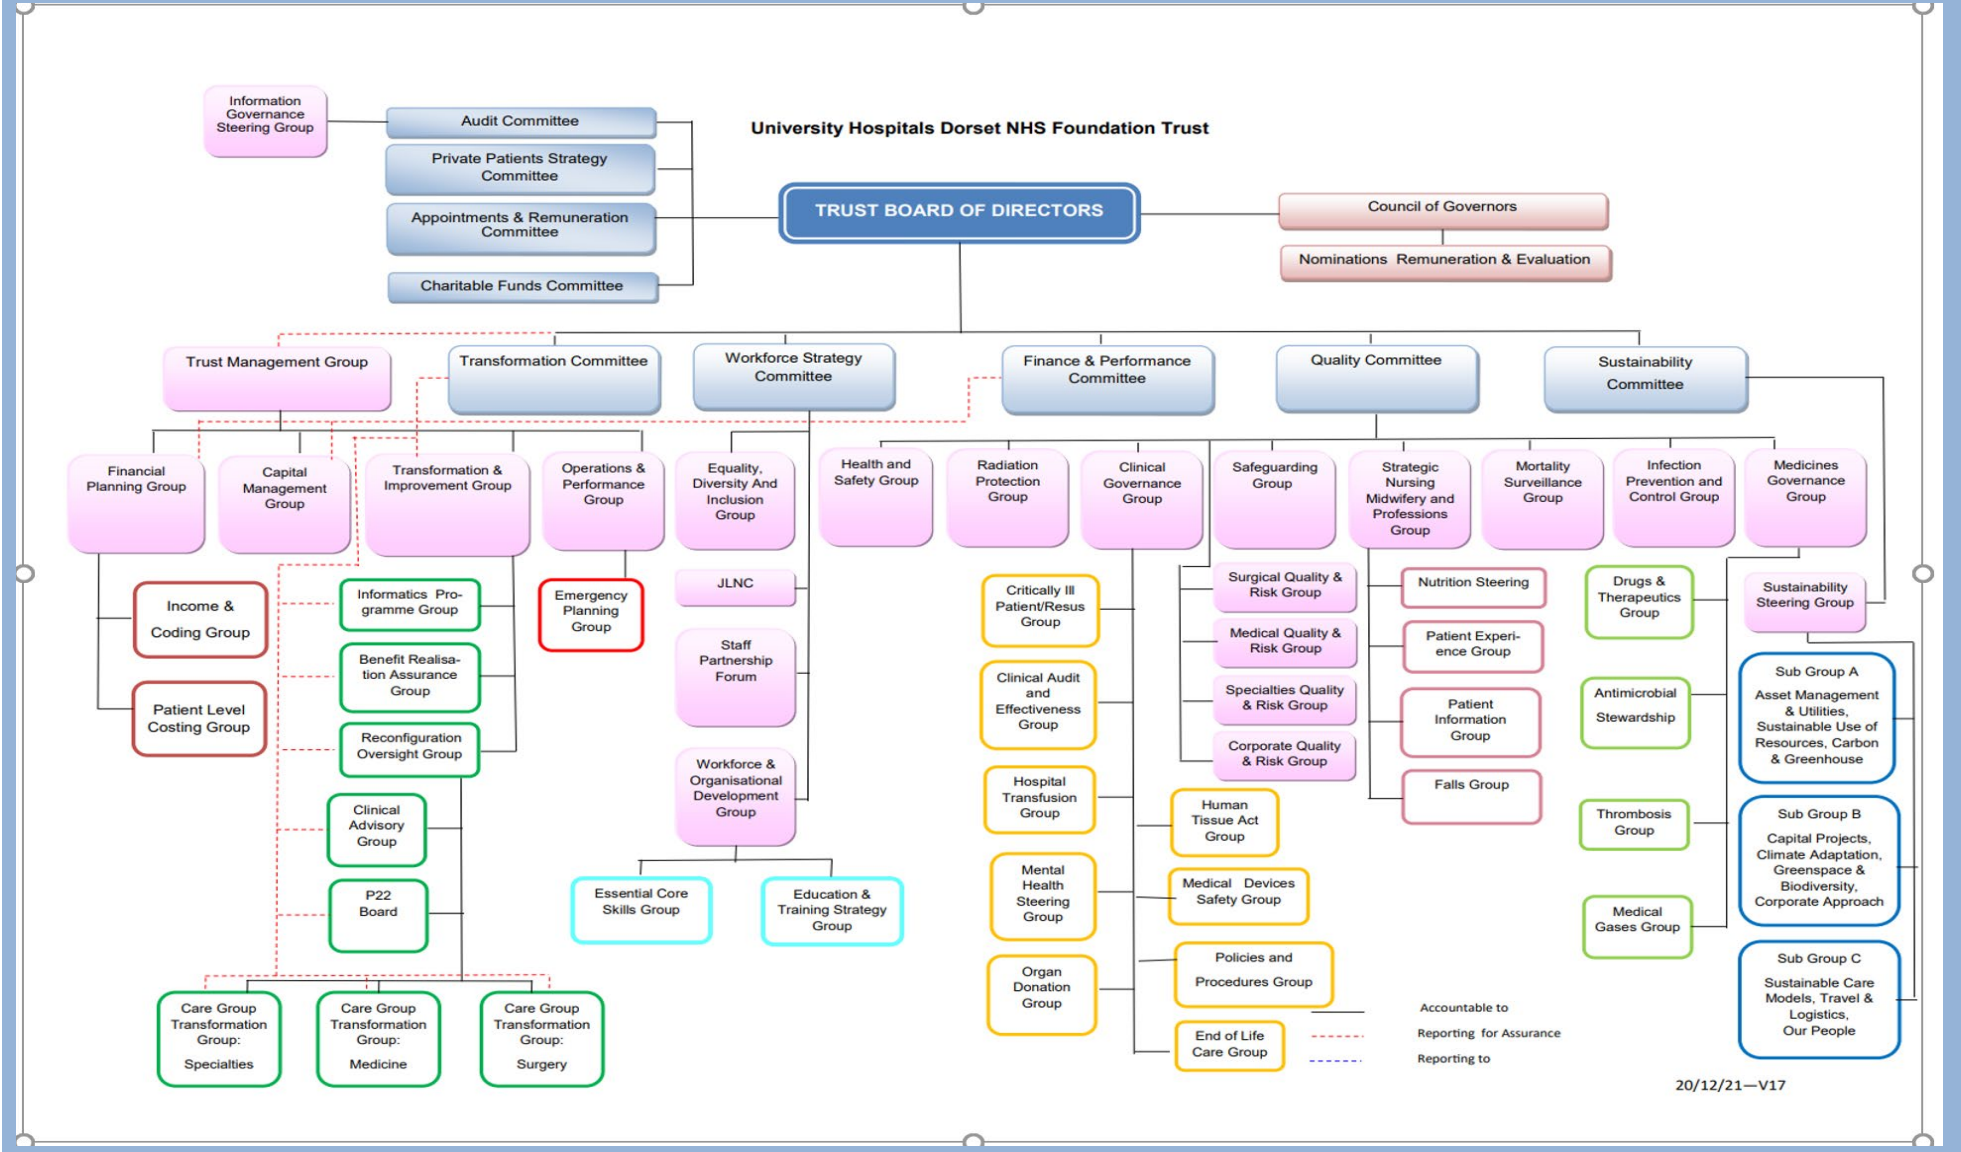 Information
Governance
Steering Group
Audit Committee
Private Patients Strategy
Committee
Appointments & Remuneration
Committee
Charitable Funds Committee
University Hospitals Dorset NHS Foundation Trust
TRUST BOARD OF DIRECTORS
Council of Governors
Nominations Remuneration & Evaluation
Trust Management Group
Transformation Committee
Workforce Strategy
Committee
Finance & Performance
Committee
Quality Committee
Sustainability
Committee
Financial
Planning Group
Capital
Management
Group
Transformation &
Improvement Group
Operations &
Performance
Group
Equality,
Diversity And
Inclusion
Group
Health and
Safety Group
Radiation
Protection
Group
Clinical
Governance
Group
Safeguarding
Group
Strategic
Nursing
Midwifery and
Professions
Group
Mortality
Surveillance
Group
Infection
Prevention and
Control Group
Medicines
Governance
Group
Income &
Coding Group
Patient Level
Costing Group
Informatics Pro-
gramme Group
Benefit Realisa-
tion Assurance
Group
Reconfiguration
Oversight Group
Clinical
Advisory
Group
P22
Board
Care Group
Transformation
Group:
Specialties
Care Group
Transformation
Group:
Medicine
Care Group
Transformation
Group:
Surgery
Emergency
Planning
Group
JLNC
Staff
Partnership
Forum
Workforce &
Organisational
Development
Group
Essential Core
Skills Group
Education &
Training Strategy
Group
Critically Ill
Patient/Resus
Group
Clinical Audit
and
Effectiveness
Group
Hospital
Transfusion
Group
Mental
Health
Steering
Group
Organ
Donation
Group
Human
Tissue Act
Group
Medical Devices
Safety Group
Policies and
Procedures Group
End of Life
Care Group
Surgical Quality &
Risk Group
Medical Quality &
Risk Group
Specialties Quality
& Risk Group
Corporate Quality
& Risk Group
Nutrition Steering
Patient Experi-
ence Group
Patient
Information
Group
Falls Group
Drugs &
Therapeutics
Group
Antimicrobial
Stewardship
Thrombosis
Group
Medical
Gases Group
Sustainability
Steering Group
Sub Group A
Asset Management
& Utilities,
Sustainable Use of
Resources, Carbon
& Greenhouse
Sub Group B
Capital Projects,
Climate Adaptation,
Greenspace &
Biodiversity,
Corporate Approach
Sub Group C
Sustainable Care
Models, Travel &
Logistics,
Our People
Accountable to
Reporting for Assurance
Reporting to
20/12/21—V17